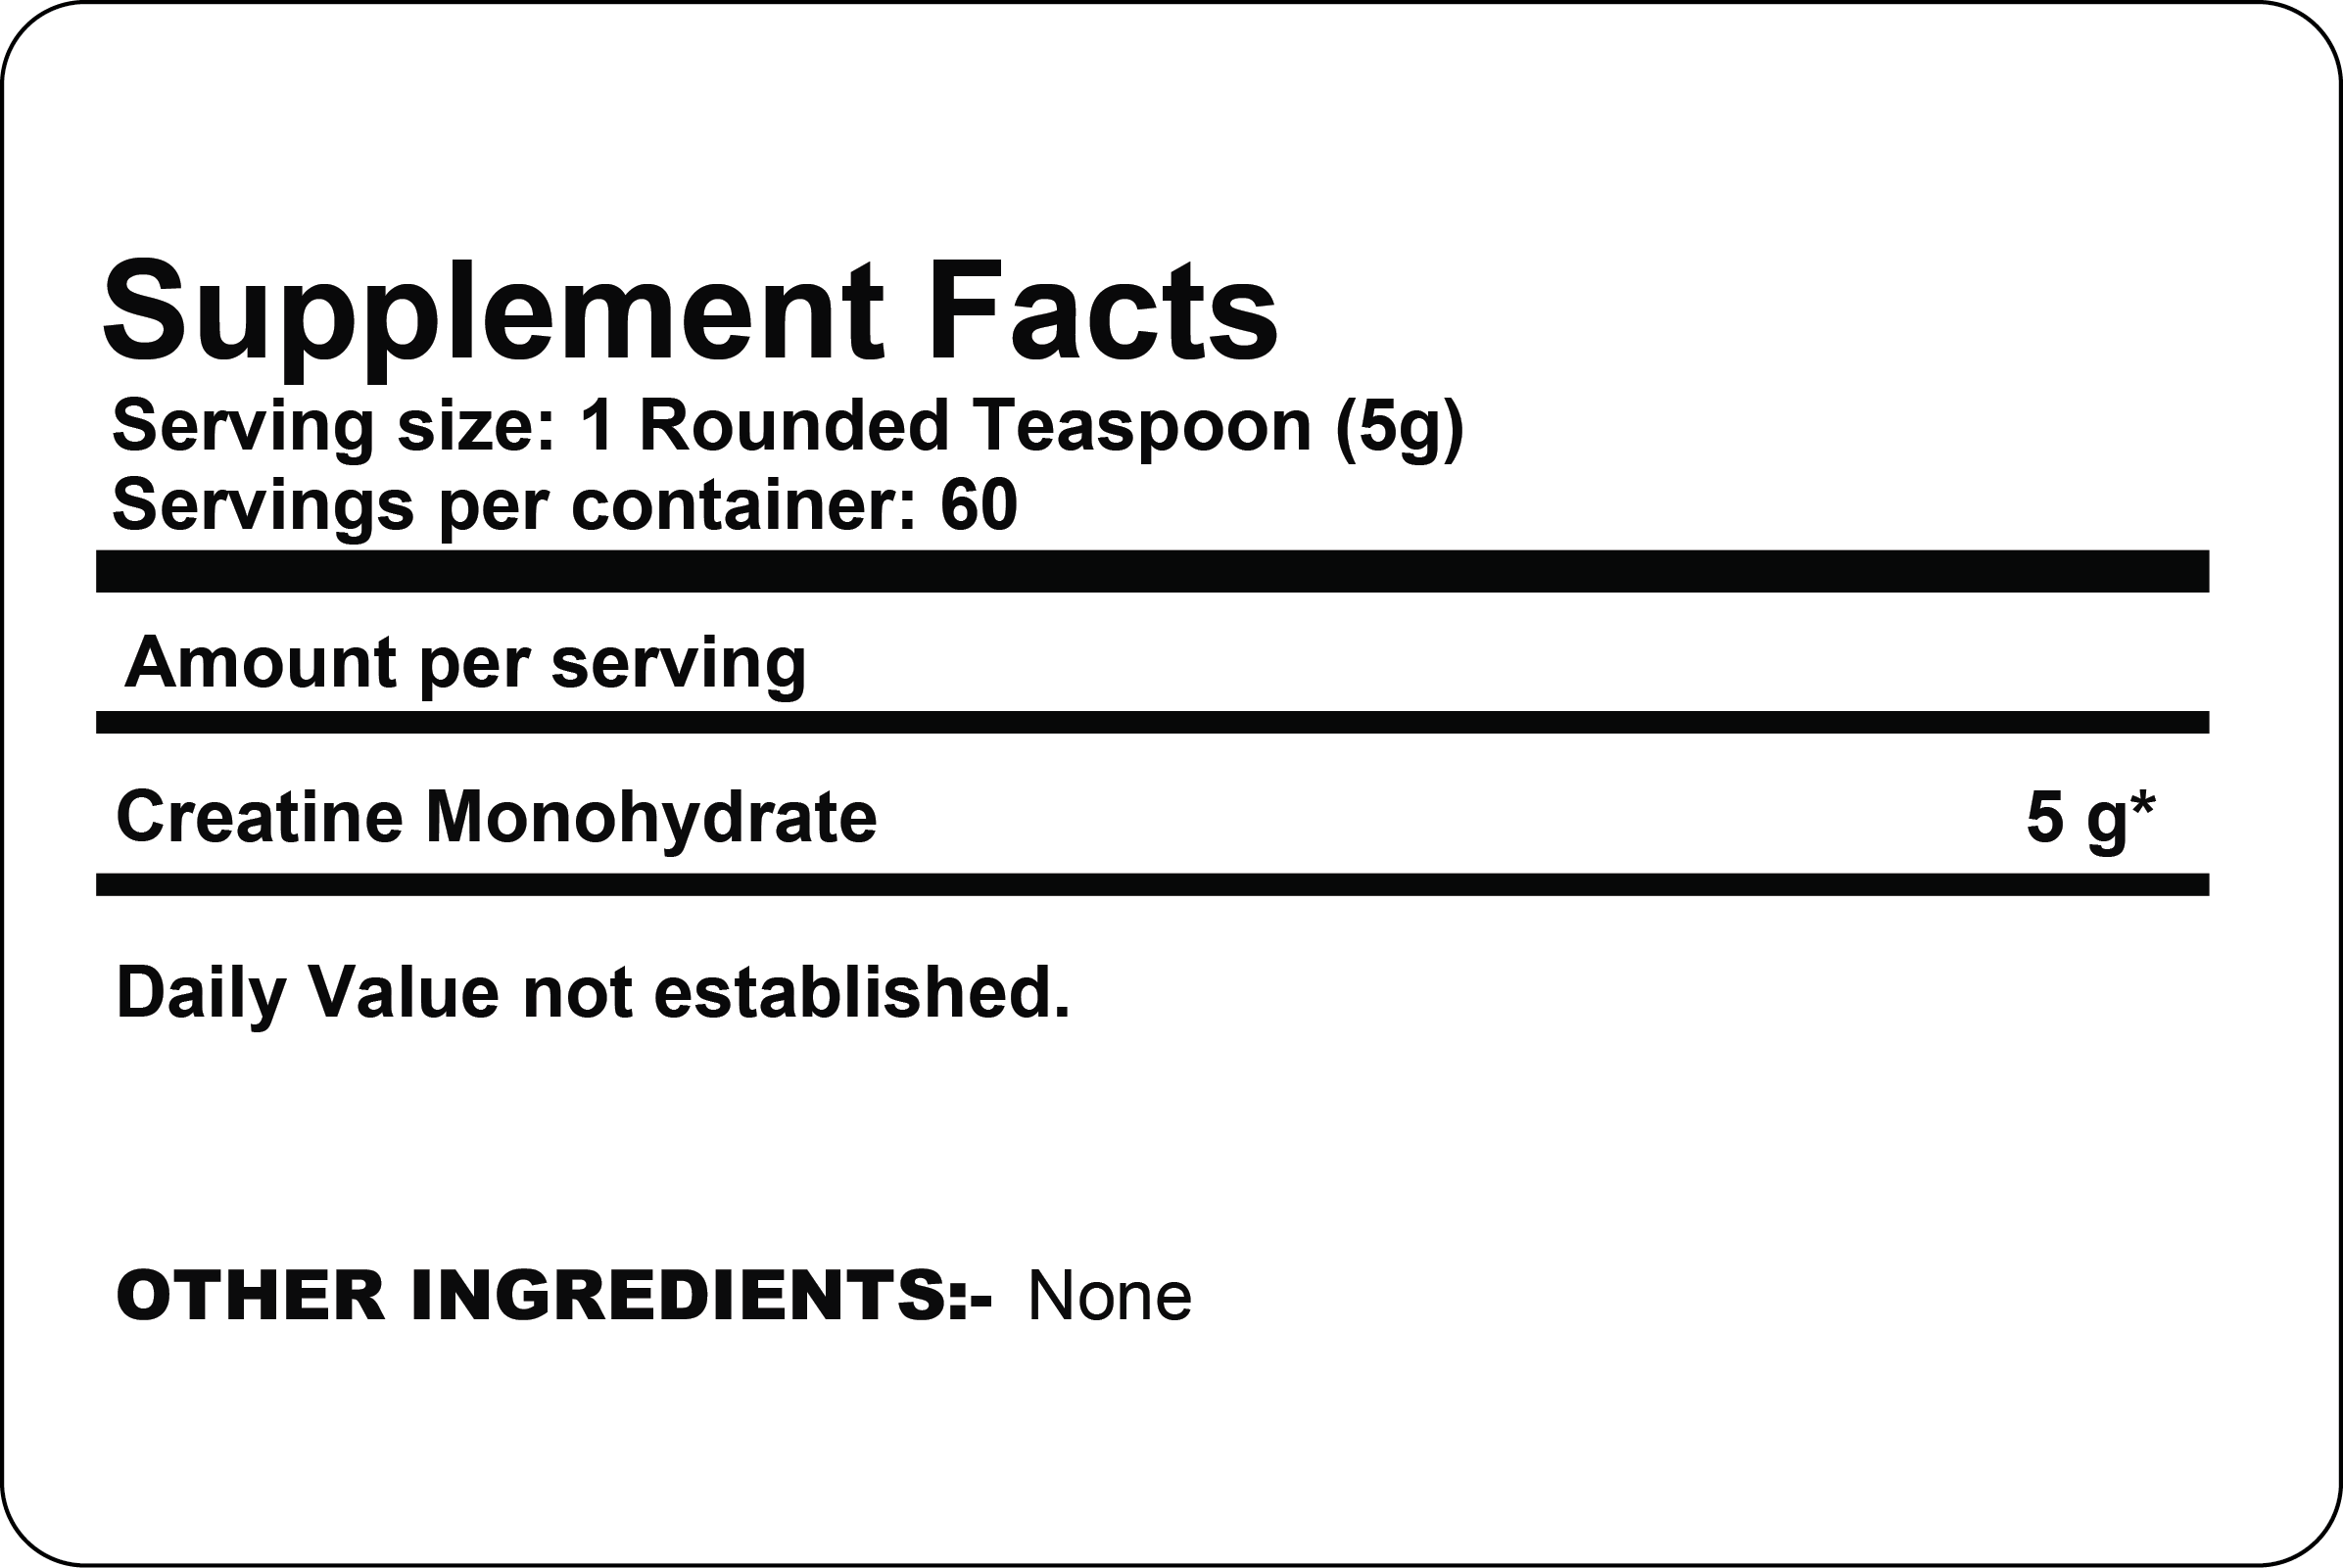 Supplement Facts
Serving size: 1 Rounded Teaspoon (5g)
Servings per container: 60
Amount per serving
Creatine Monohydrate 5 g*
Daily Value not established.
OTHER INGREDIENTS:- None